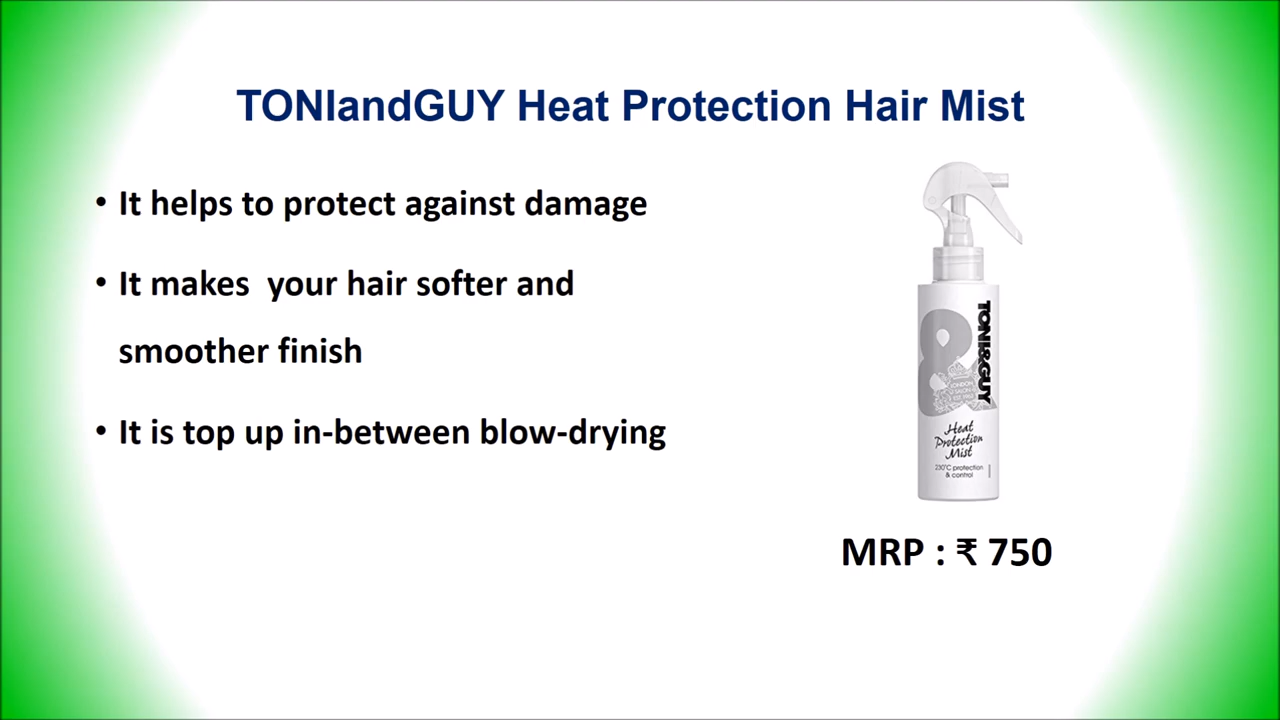 TONIandGUY Heat Protection Hair Mist
• It helps to protect against damage
• It makes  your hair softer and
smoother finish
• It is top up in-between blow-drying
TONI&GUY
&
LONDON
Heat
Protection
Mist
230°C protection
& control
MRP : ₹ 750